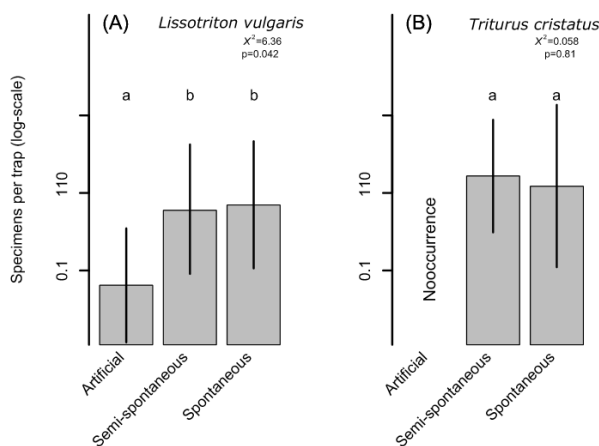 (A)
Lissotriton vulgaris
X²=6.36
p=0.042
a
b
b
Specimens per trap (log-scale)
110
0.1
Artificial
Semi-spontaneous
Spontaneous
(B)
Triturus cristatus
X²=0.058
p=0.81
a
a
110
0.1
Nooccurrence
Artificial
Semi-spontaneous
Spontaneous